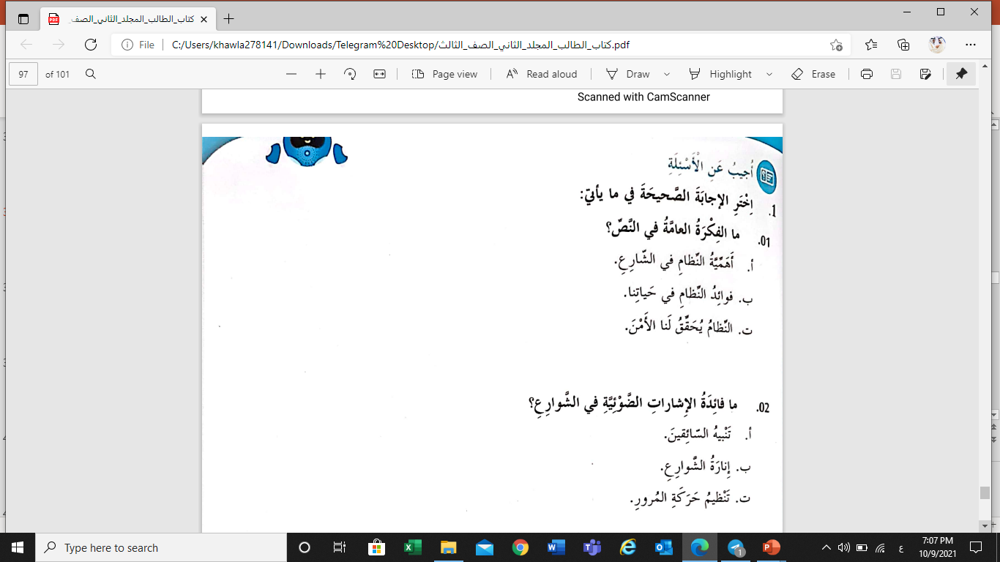 كتاب_الطالب_المجلد_الثاني_الصف_
File
C:/Users/khawla278141/Downloads/Telegram%20Desktop/كتاب_الطالب_المجلد_الثاني_الصف_الثالث.pdf
97 of 101
Page view
Read aloud
Draw
Highlight
Erase
Scanned with CamScanner
أُجيبُ عَنِ الْأَسْئِلَةِ
1. اِخْتَرِ الإجابَةَ الصَّحيحَةَ في ما يأتي:
01. ما الفِكْرَةُ العامَّةُ في النَّصِّ؟
أ. أَهَمِّيَّةُ النِّظامِ في الشّارِعِ.
ب. فوائِدُ النِّظامِ في حَياتِنا.
ت. النِّظامُ يُحَقِّقُ لَنا الأَمْنَ.
02. ما فائِدَةُ الإِشاراتِ الضَّوْئِيَّةِ في الشَّوارِعِ؟
أ. تَنْبيهُ السّائِقينَ.
ب. إِنارَةُ الشَّوارِعِ.
ت. تَنْظيمُ حَرَكَةِ المُرورِ.
Type here to search
ع
7:07 PM
10/9/2021